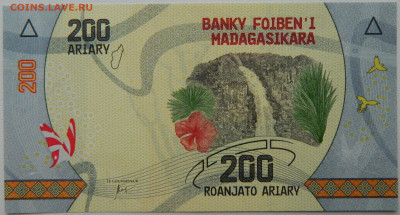 COINS.LAVE.RU
200
ARIARY
BANKY FOIBEN'I
MADAGASIKARA
200
200
ROANJATO ARIARY